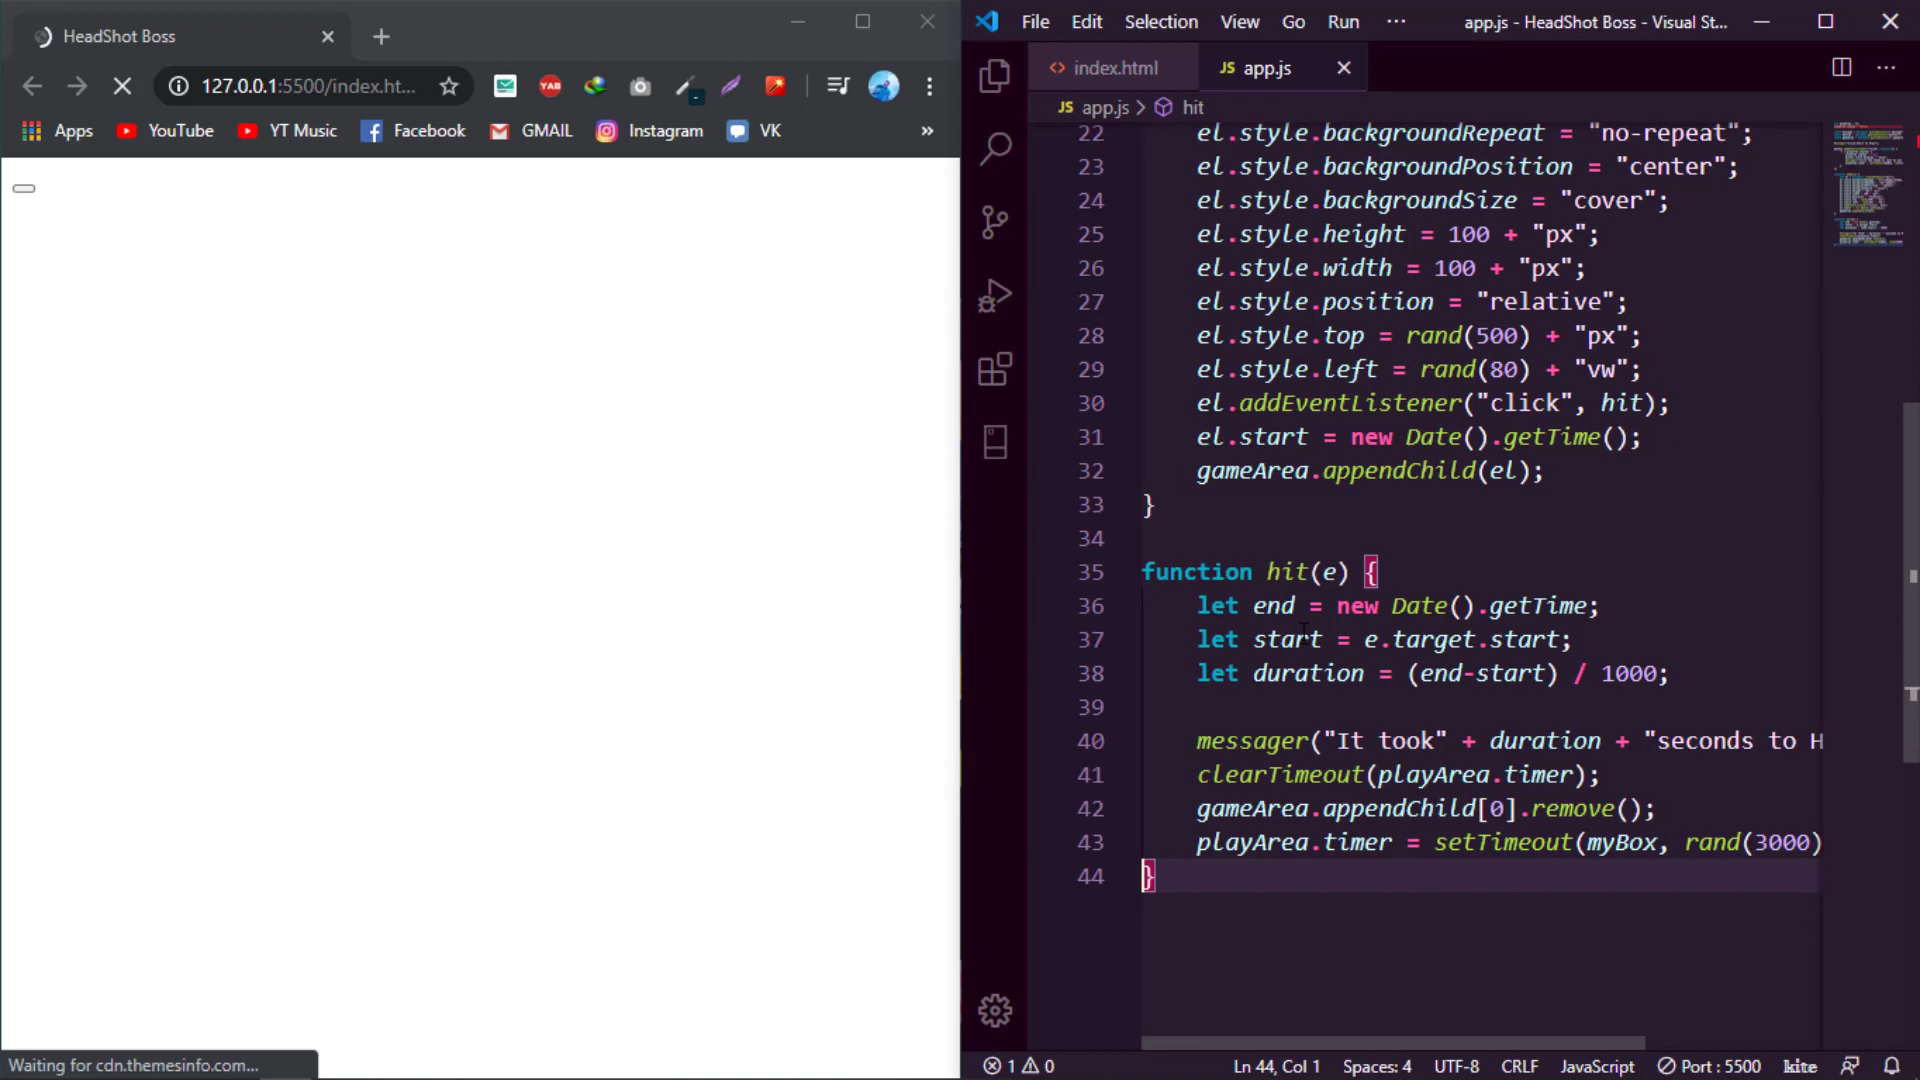 HeadShot Boss
127.0.0.1:5500/index.ht...
YAB
Apps
YouTube
YT Music
Facebook
GMAIL
Instagram
VK
»
Waiting for cdn.themesinfo.com...
File Edit Selection View Go Run ··· app.js - HeadShot Boss - Visual St...
<> index.html
JS app.js
JS app.js > hit
22 el.style.backgroundRepeat = "no-repeat";
23 el.style.backgroundPosition = "center";
24 el.style.backgroundSize = "cover";
25 el.style.height = 100 + "px";
26 el.style.width = 100 + "px";
27 el.style.position = "relative";
28 el.style.top = rand(500) + "px";
29 el.style.left = rand(80) + "vw";
30 el.addEventListener("click", hit);
31 el.start = new Date().getTime();
32 gameArea.appendChild(el);
33 }
34
35 function hit(e) {
36 let end = new Date().getTime;
37 let start = e.target.start;
38 let duration = (end-start) / 1000;
39
40 messager("It took" + duration + "seconds to H
41 clearTimeout(playArea.timer);
42 gameArea.appendChild[0].remove();
43 playArea.timer = setTimeout(myBox, rand(3000)
44 }
1 0 Ln 44, Col 1 Spaces: 4 UTF-8 CRLF JavaScript Port : 5500 kite